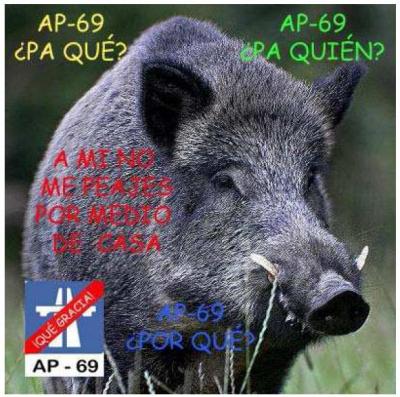 AP-69
¿PA QUÉ?
AP-69
¿PA QUIÉN?
A MI NO
ME PEAJES
POR MEDIO
DE CASA
AP-69
¿POR QUÉ?
¡QUÉ GRACIA!
AP - 69